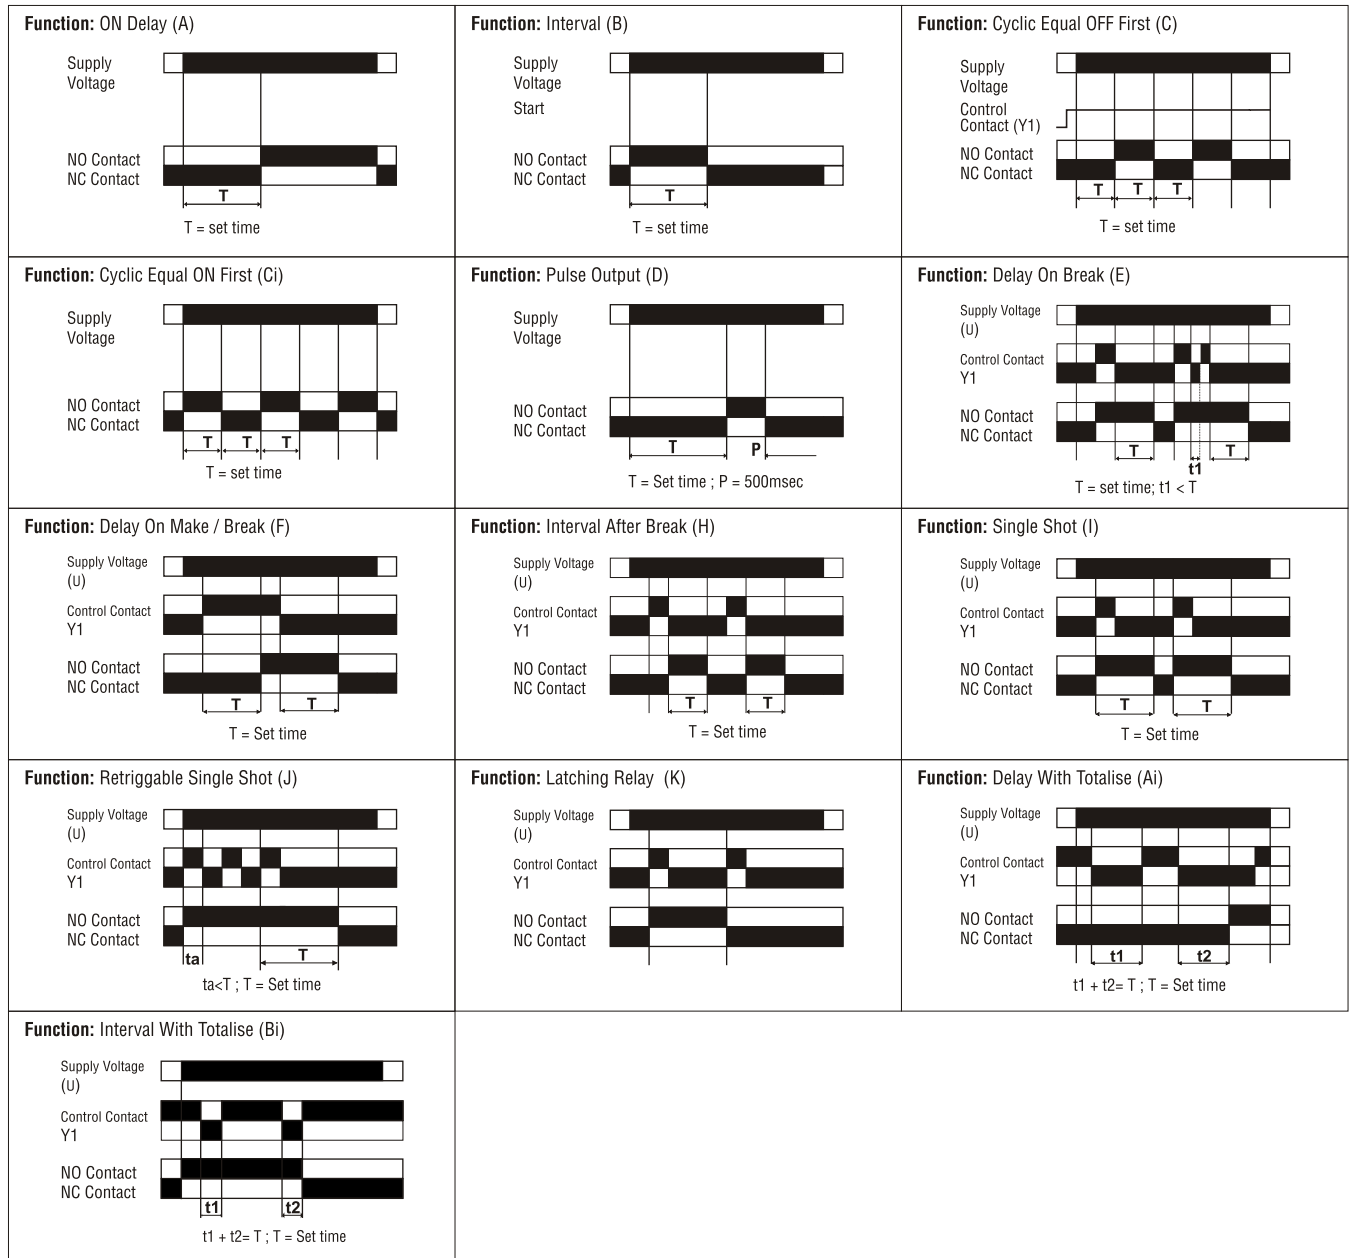 Function: ON Delay (A)
Supply
Voltage
NO Contact
NC Contact
T
T = set time
Function: Interval (B)
Supply
Voltage
Start
NO Contact
NC Contact
T
T = set time
Function: Cyclic Equal OFF First (C)
Supply
Voltage
Control
Contact (Y1)
NO Contact
NC Contact
T T T
T = set time
Function: Cyclic Equal ON First (Ci)
Supply
Voltage
NO Contact
NC Contact
T T T
T = set time
Function: Pulse Output (D)
Supply
Voltage
NO Contact
NC Contact
T P
T = Set time ; P = 500msec
Function: Delay On Break (E)
Supply Voltage
(U)
Control Contact
Y1
NO Contact
NC Contact
T T
t1
T = set time; t1 < T
Function: Delay On Make / Break (F)
Supply Voltage
(U)
Control Contact
Y1
NO Contact
NC Contact
T T
T = Set time
Function: Interval After Break (H)
Supply Voltage
(U)
Control Contact
Y1
NO Contact
NC Contact
T T
T = Set time
Function: Single Shot (I)
Supply Voltage
(U)
Control Contact
Y1
NO Contact
NC Contact
T T
T = Set time
Function: Retriggable Single Shot (J)
Supply Voltage
(U)
Control Contact
Y1
NO Contact
NC Contact
ta T
ta<T ; T = Set time
Function: Latching Relay (K)
Supply Voltage
(U)
Control Contact
Y1
NO Contact
NC Contact
Function: Delay With Totalise (Ai)
Supply Voltage
(U)
Control Contact
Y1
NO Contact
NC Contact
t1 t2
t1 + t2= T ; T = Set time
Function: Interval With Totalise (Bi)
Supply Voltage
(U)
Control Contact
Y1
NO Contact
NC Contact
t1 t2
t1 + t2= T ; T = Set time